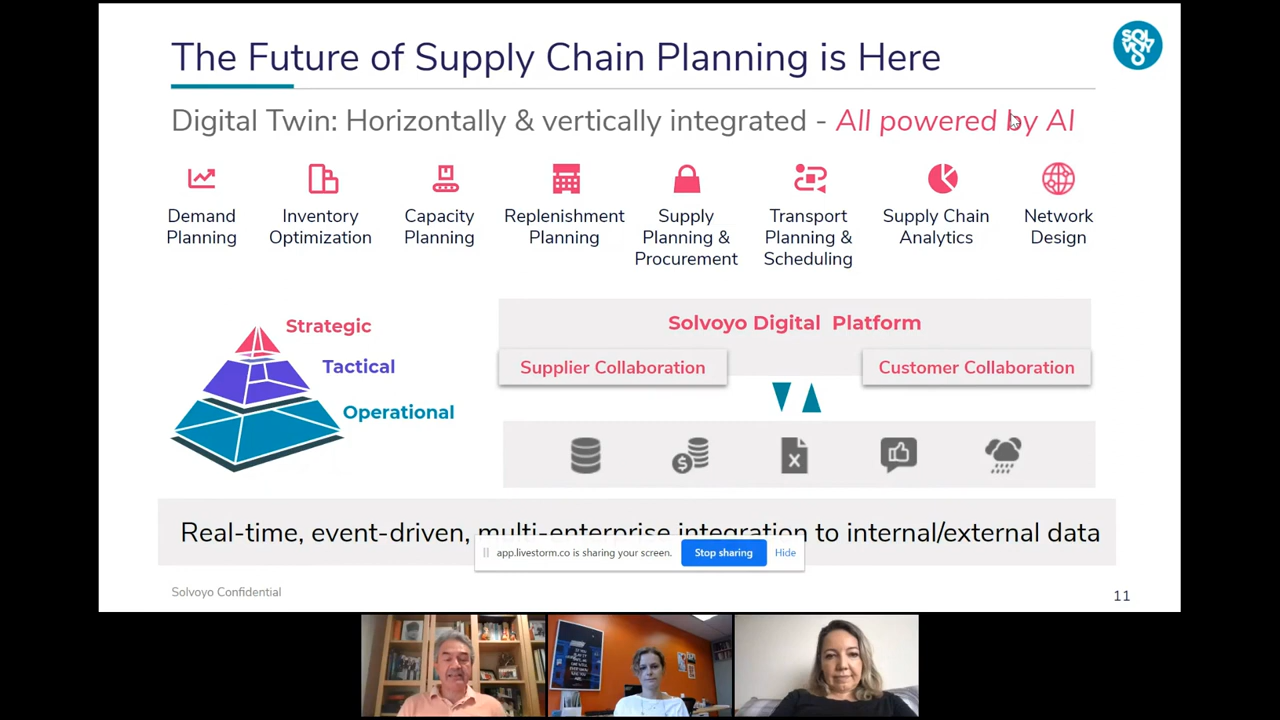 The Future of Supply Chain Planning is Here
SOLVOYO
Digital Twin: Horizontally & vertically integrated - All powered by AI
Demand
Planning
Inventory
Optimization
Capacity
Planning
Replenishment
Planning
Supply
Planning &
Procurement
Transport
Planning &
Scheduling
Supply Chain
Analytics
Network
Design
Strategic
Tactical
Operational
Solvoyo Digital Platform
Supplier Collaboration
Customer Collaboration
Real-time, event-driven, multi-enterprise integration to internal/external data
app.livestorm.co is sharing your screen.
Stop sharing
Hide
Solvoyo Confidential
11